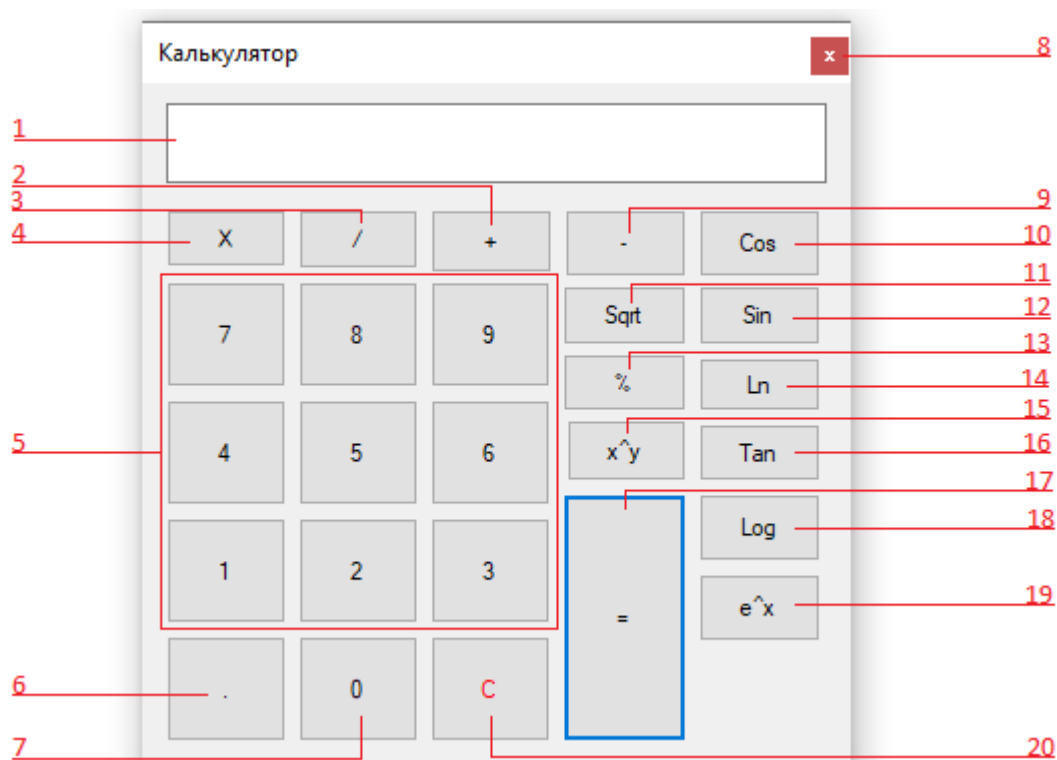 Калькулятор x 8
1
2
3 9
4 X / + - Cos 10
11
7 8 9 Sqrt Sin 12
13
% Ln 14
15
5 4 5 6 x^y Tan 16
17
Log 18
1 2 3 e^x 19
=
6 . 0 C
7 20